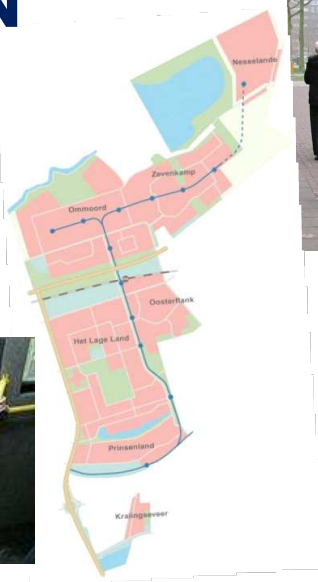 N
Nesselande
Zevenkamp
Ommoord
Oosterflank
Het Lage Land
Prinsenland
Kralingseveer